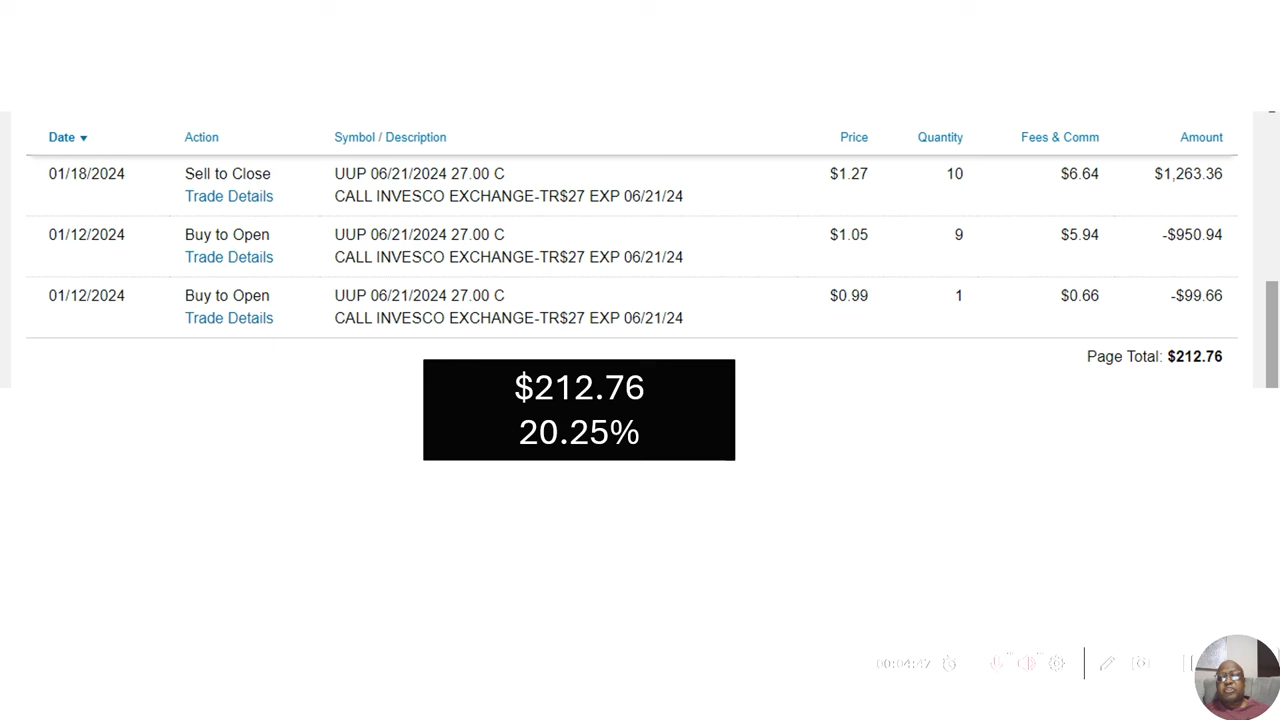 Date Action Symbol / Description Price Quantity Fees & Comm Amount
01/18/2024 Sell to Close UUP 06/21/2024 27.00 C $1.27 10 $6.64 $1,263.36
Trade Details CALL INVESCO EXCHANGE-TR$27 EXP 06/21/24
01/12/2024 Buy to Open UUP 06/21/2024 27.00 C $1.05 9 $5.94 -$950.94
Trade Details CALL INVESCO EXCHANGE-TR$27 EXP 06/21/24
01/12/2024 Buy to Open UUP 06/21/2024 27.00 C $0.99 1 $0.66 -$99.66
Trade Details CALL INVESCO EXCHANGE-TR$27 EXP 06/21/24
Page Total: $212.76
$212.76
20.25%
00:04:47